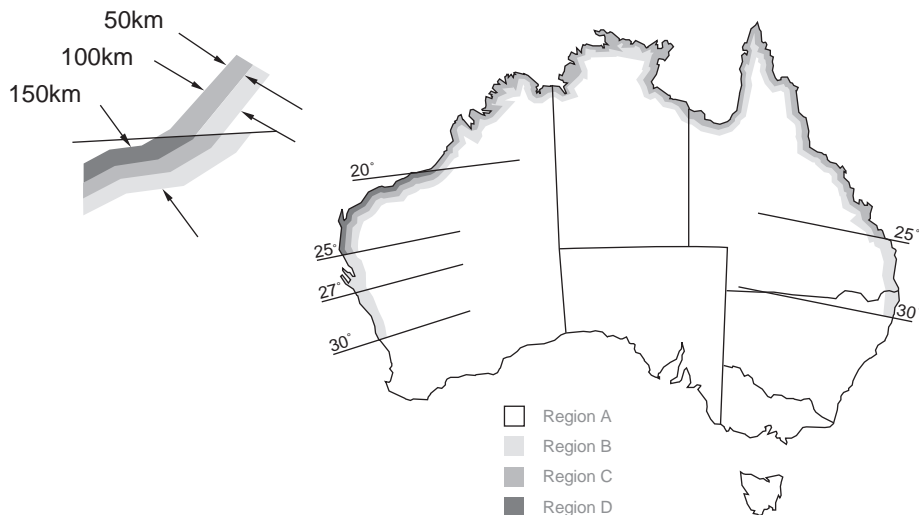 50km
100km
150km
20°
25°
27°
30°
25°
30
Region A
Region B
Region C
Region D